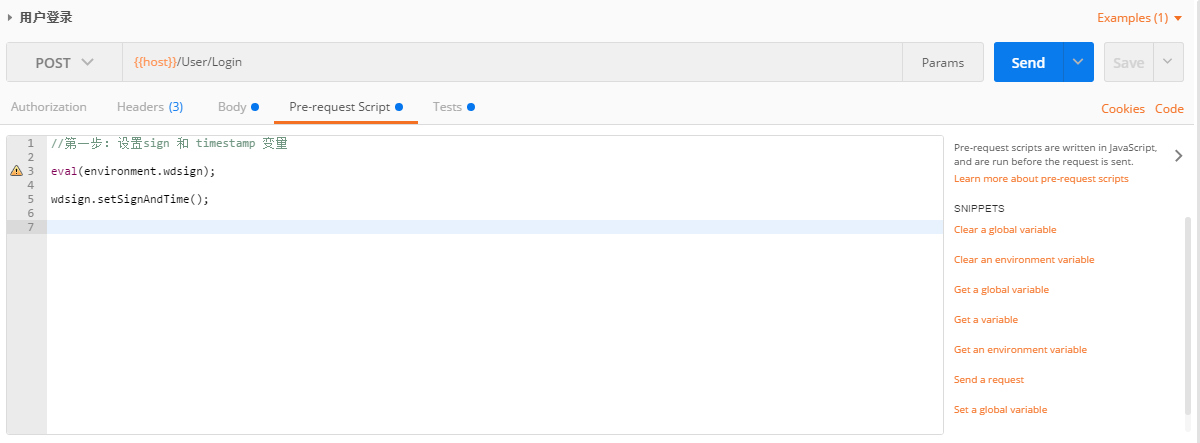 用户登录
Examples (1)
POST
{{host}}/User/Login
Params
Send
Save
Authorization
Headers (3)
Body
Pre-request Script
Tests
Cookies
Code
1 //第一步: 设置sign 和 timestamp 变量
2
3 eval(environment.wdsign);
4
5 wdsign.setSignAndTime();
6
7
Pre-request scripts are written in JavaScript,
and are run before the request is sent.
Learn more about pre-request scripts
SNIPPETS
Clear a global variable
Clear an environment variable
Get a global variable
Get a variable
Get an environment variable
Send a request
Set a global variable